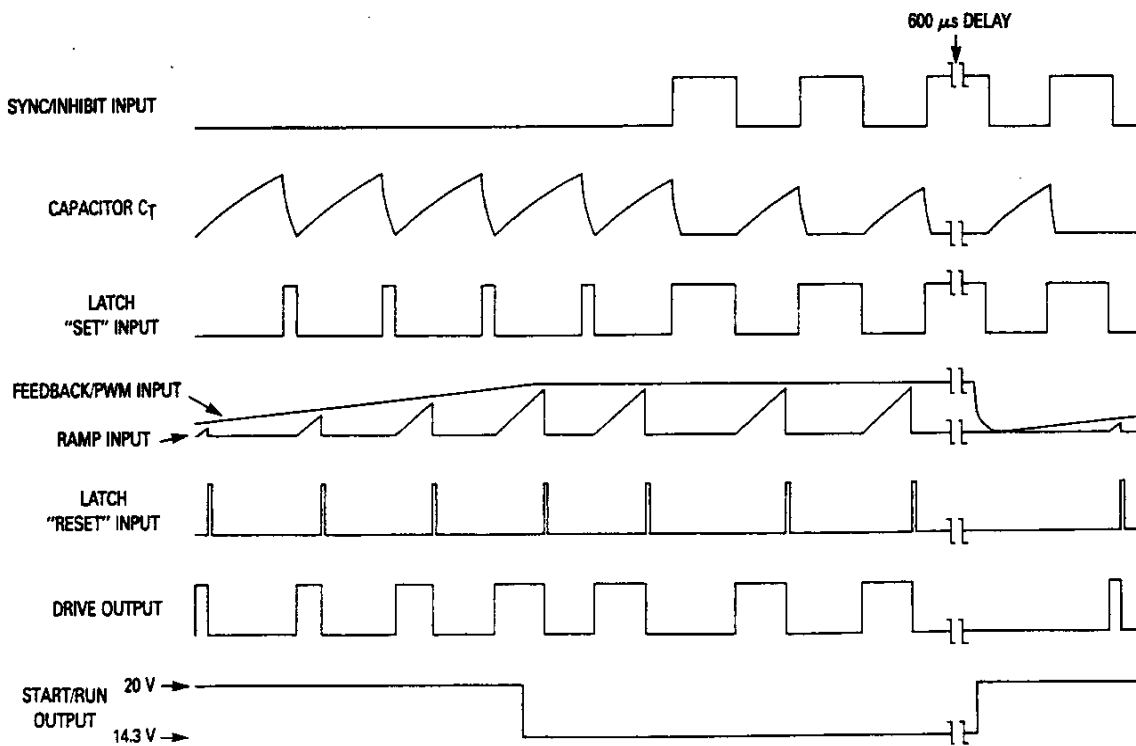 600 µs DELAY
SYNC/INHIBIT INPUT
CAPACITOR CT
LATCH
"SET" INPUT
FEEDBACK/PWM INPUT
RAMP INPUT
LATCH
"RESET" INPUT
DRIVE OUTPUT
20 V
START/RUN
OUTPUT
14.3 V